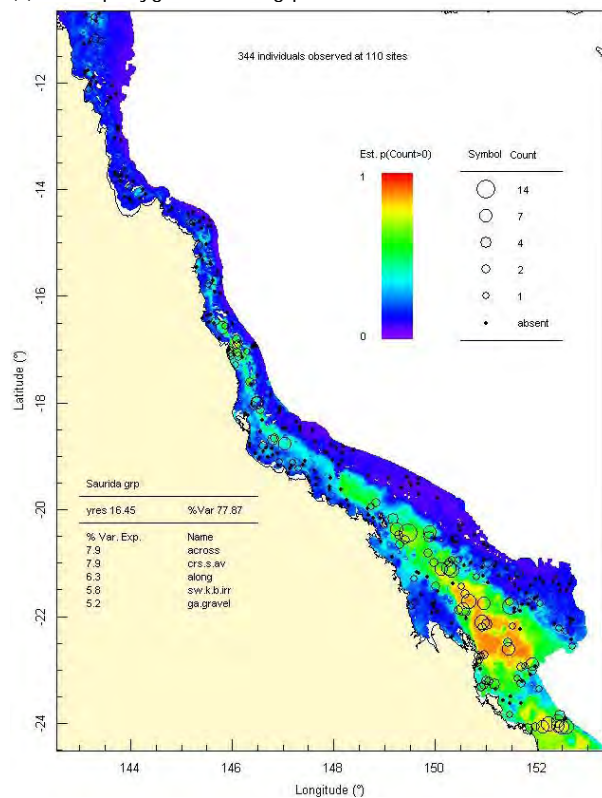 344 individuals observed at 110 sites
Est. p(Count>0)
1
0
Symbol Count
14
7
4
2
1
absent
Saurida grp
yres 16.45 %Var 77.87
% Var. Exp. Name
7.9 across
7.9 crs.s.av
6.3 along
5.8 sw.k.b.irr
5.2 ga.gravel
Latitude (°)
-12
-14
-16
-18
-20
-22
-24
144 146 148 150 152
Longitude (°)